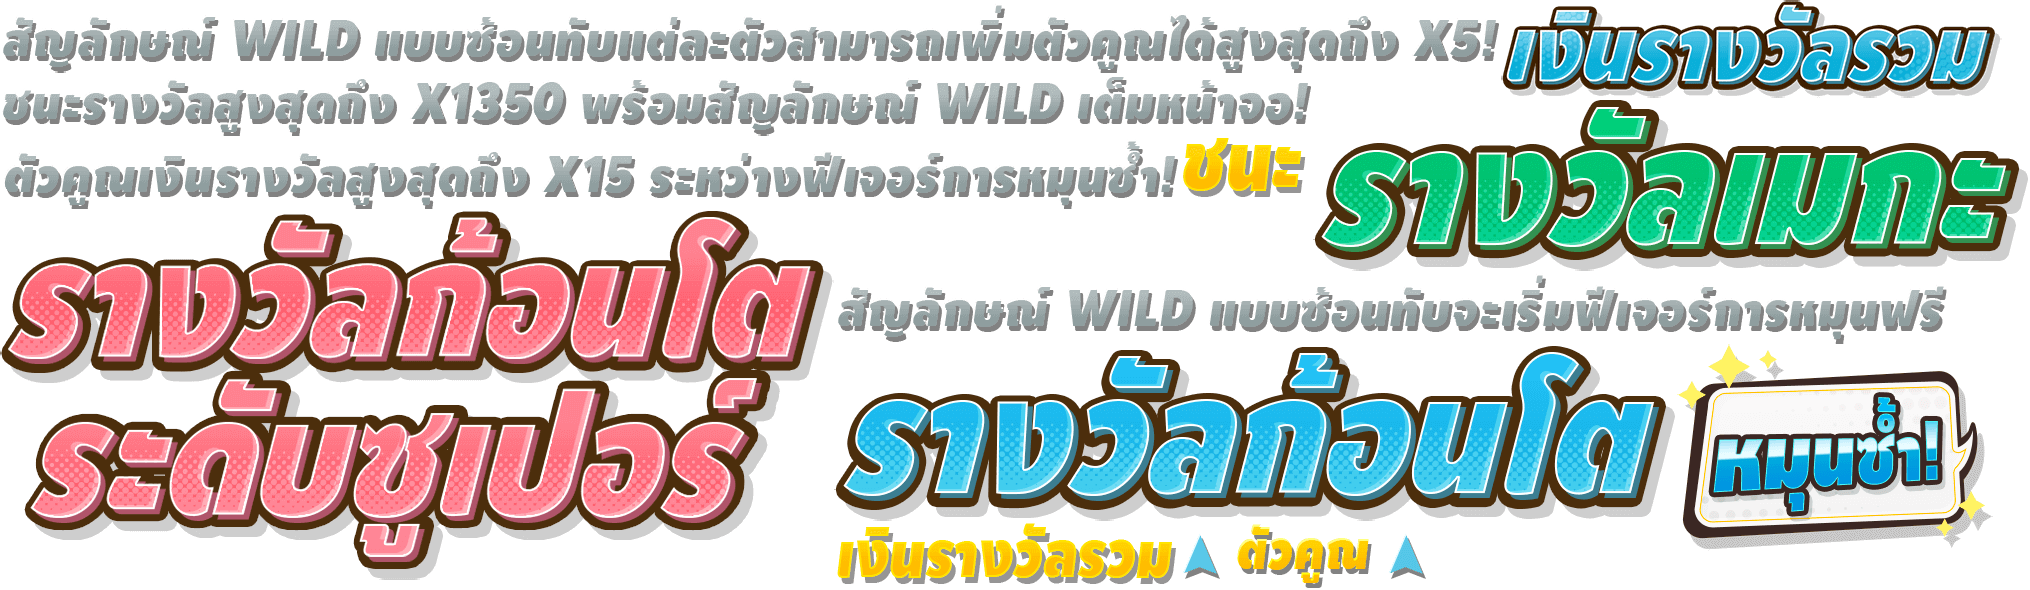 สัญลักษณ์ WILD แบบซ้อนทับแต่ละตัวสามารถเพิ่มตัวคูณได้สูงสุดถึง X5!
เงินรางวัลรวม
ชนะรางวัลสูงสุดถึง X1350 พร้อมสัญลักษณ์ WILD เต็มหน้าจอ!
ตัวคูณเงินรางวัลสูงสุดถึง X15 ระหว่างฟีเจอร์การหมุนซ้ำ!
ชนะ
รางวัลเมกะ
รางวัลก้อนโต
ระดับซูเปอร์
สัญลักษณ์ WILD แบบซ้อนทับจะเริ่มฟีเจอร์การหมุนฟรี
รางวัลก้อนโต
หมุนซ้ำ!
เงินรางวัลรวม
ตัวคูณ